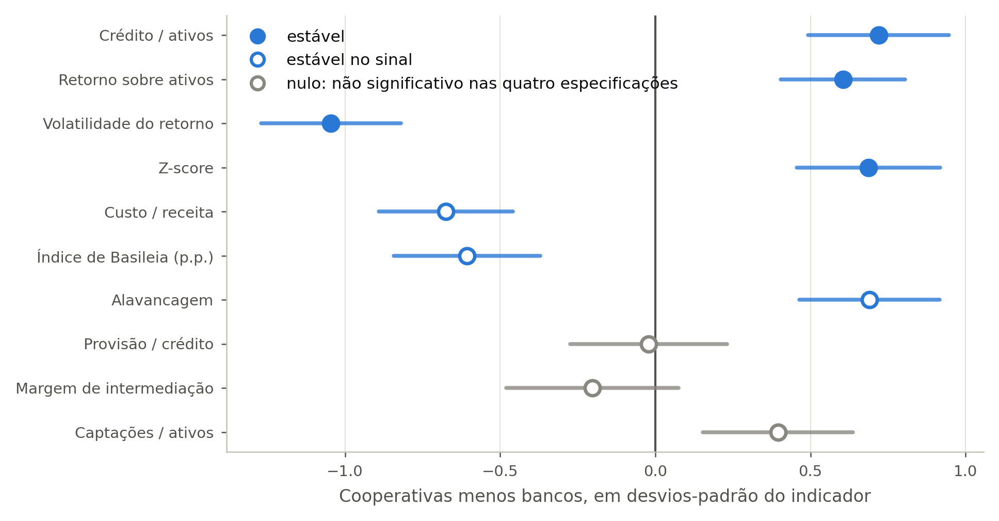 Crédito / ativos
Retorno sobre ativos
Volatilidade do retorno
Z-score
Custo / receita
Índice de Basileia (p.p.)
Alavancagem
Provisão / crédito
Margem de intermediação
Captações / ativos
estável
estável no sinal
nulo: não significativo nas quatro especificações
−1.0
−0.5
0.0
0.5
1.0
Cooperativas menos bancos, em desvios-padrão do indicador